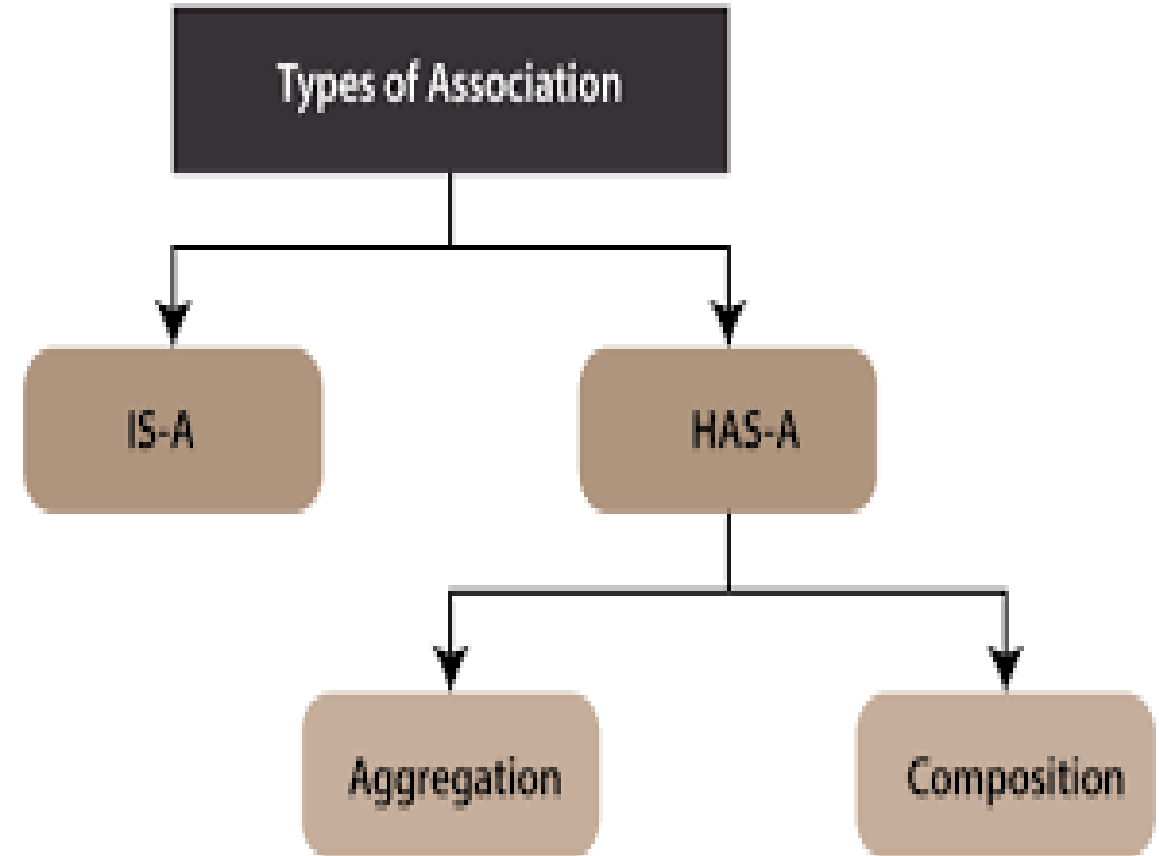 Types of Association
IS-A
HAS-A
Aggregation
Composition